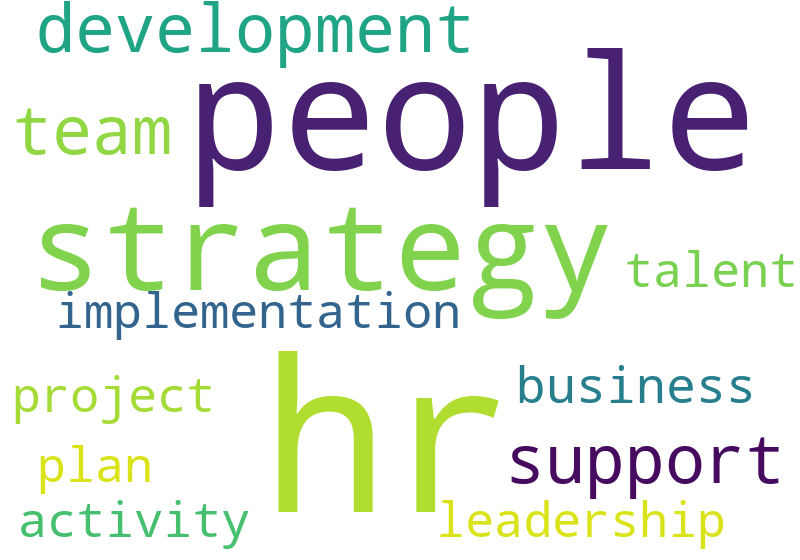 development
people
team
strategy
talent
implementation
hr
business
project
support
plan
activity
leadership